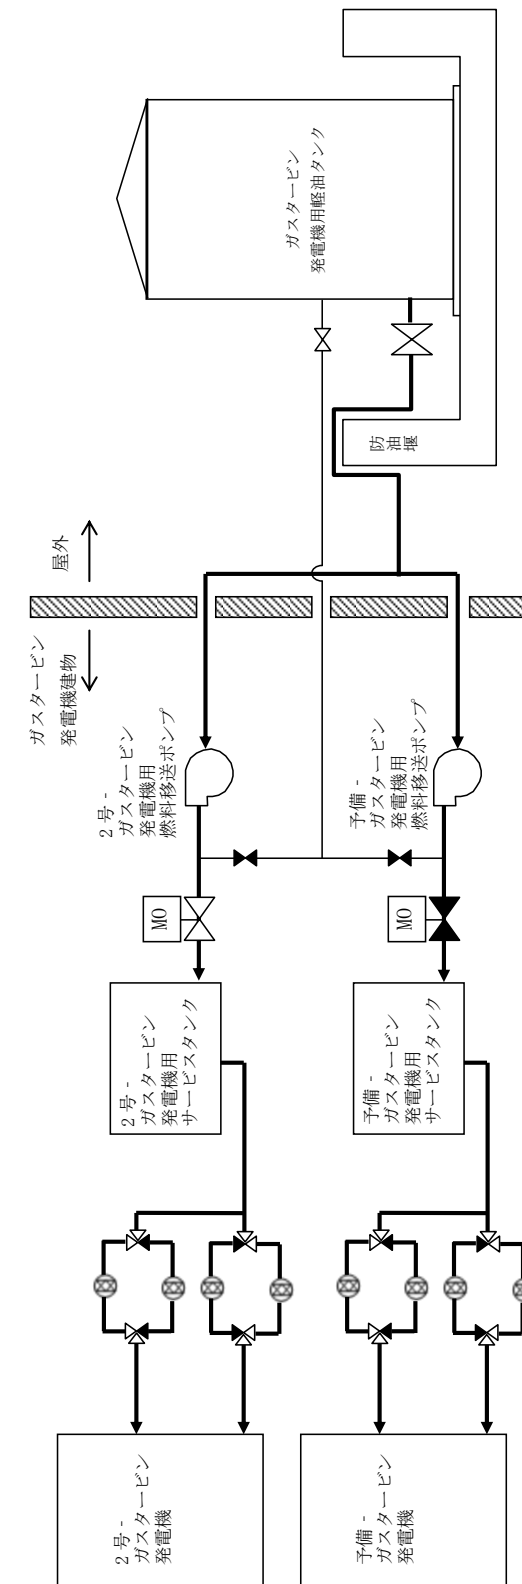 ガスタービン
発電機用軽油タンク
防油堰
屋外
ガスタービン
発電機建物
2号-
ガスタービン
発電機用
燃料移送ポンプ
予備-
ガスタービン
発電機用
燃料移送ポンプ
MO
MO
2号-
ガスタービン
発電機用
サービスタンク
予備-
ガスタービン
発電機用
サービスタンク
2号-
ガスタービン
発電機
予備-
ガスタービン
発電機